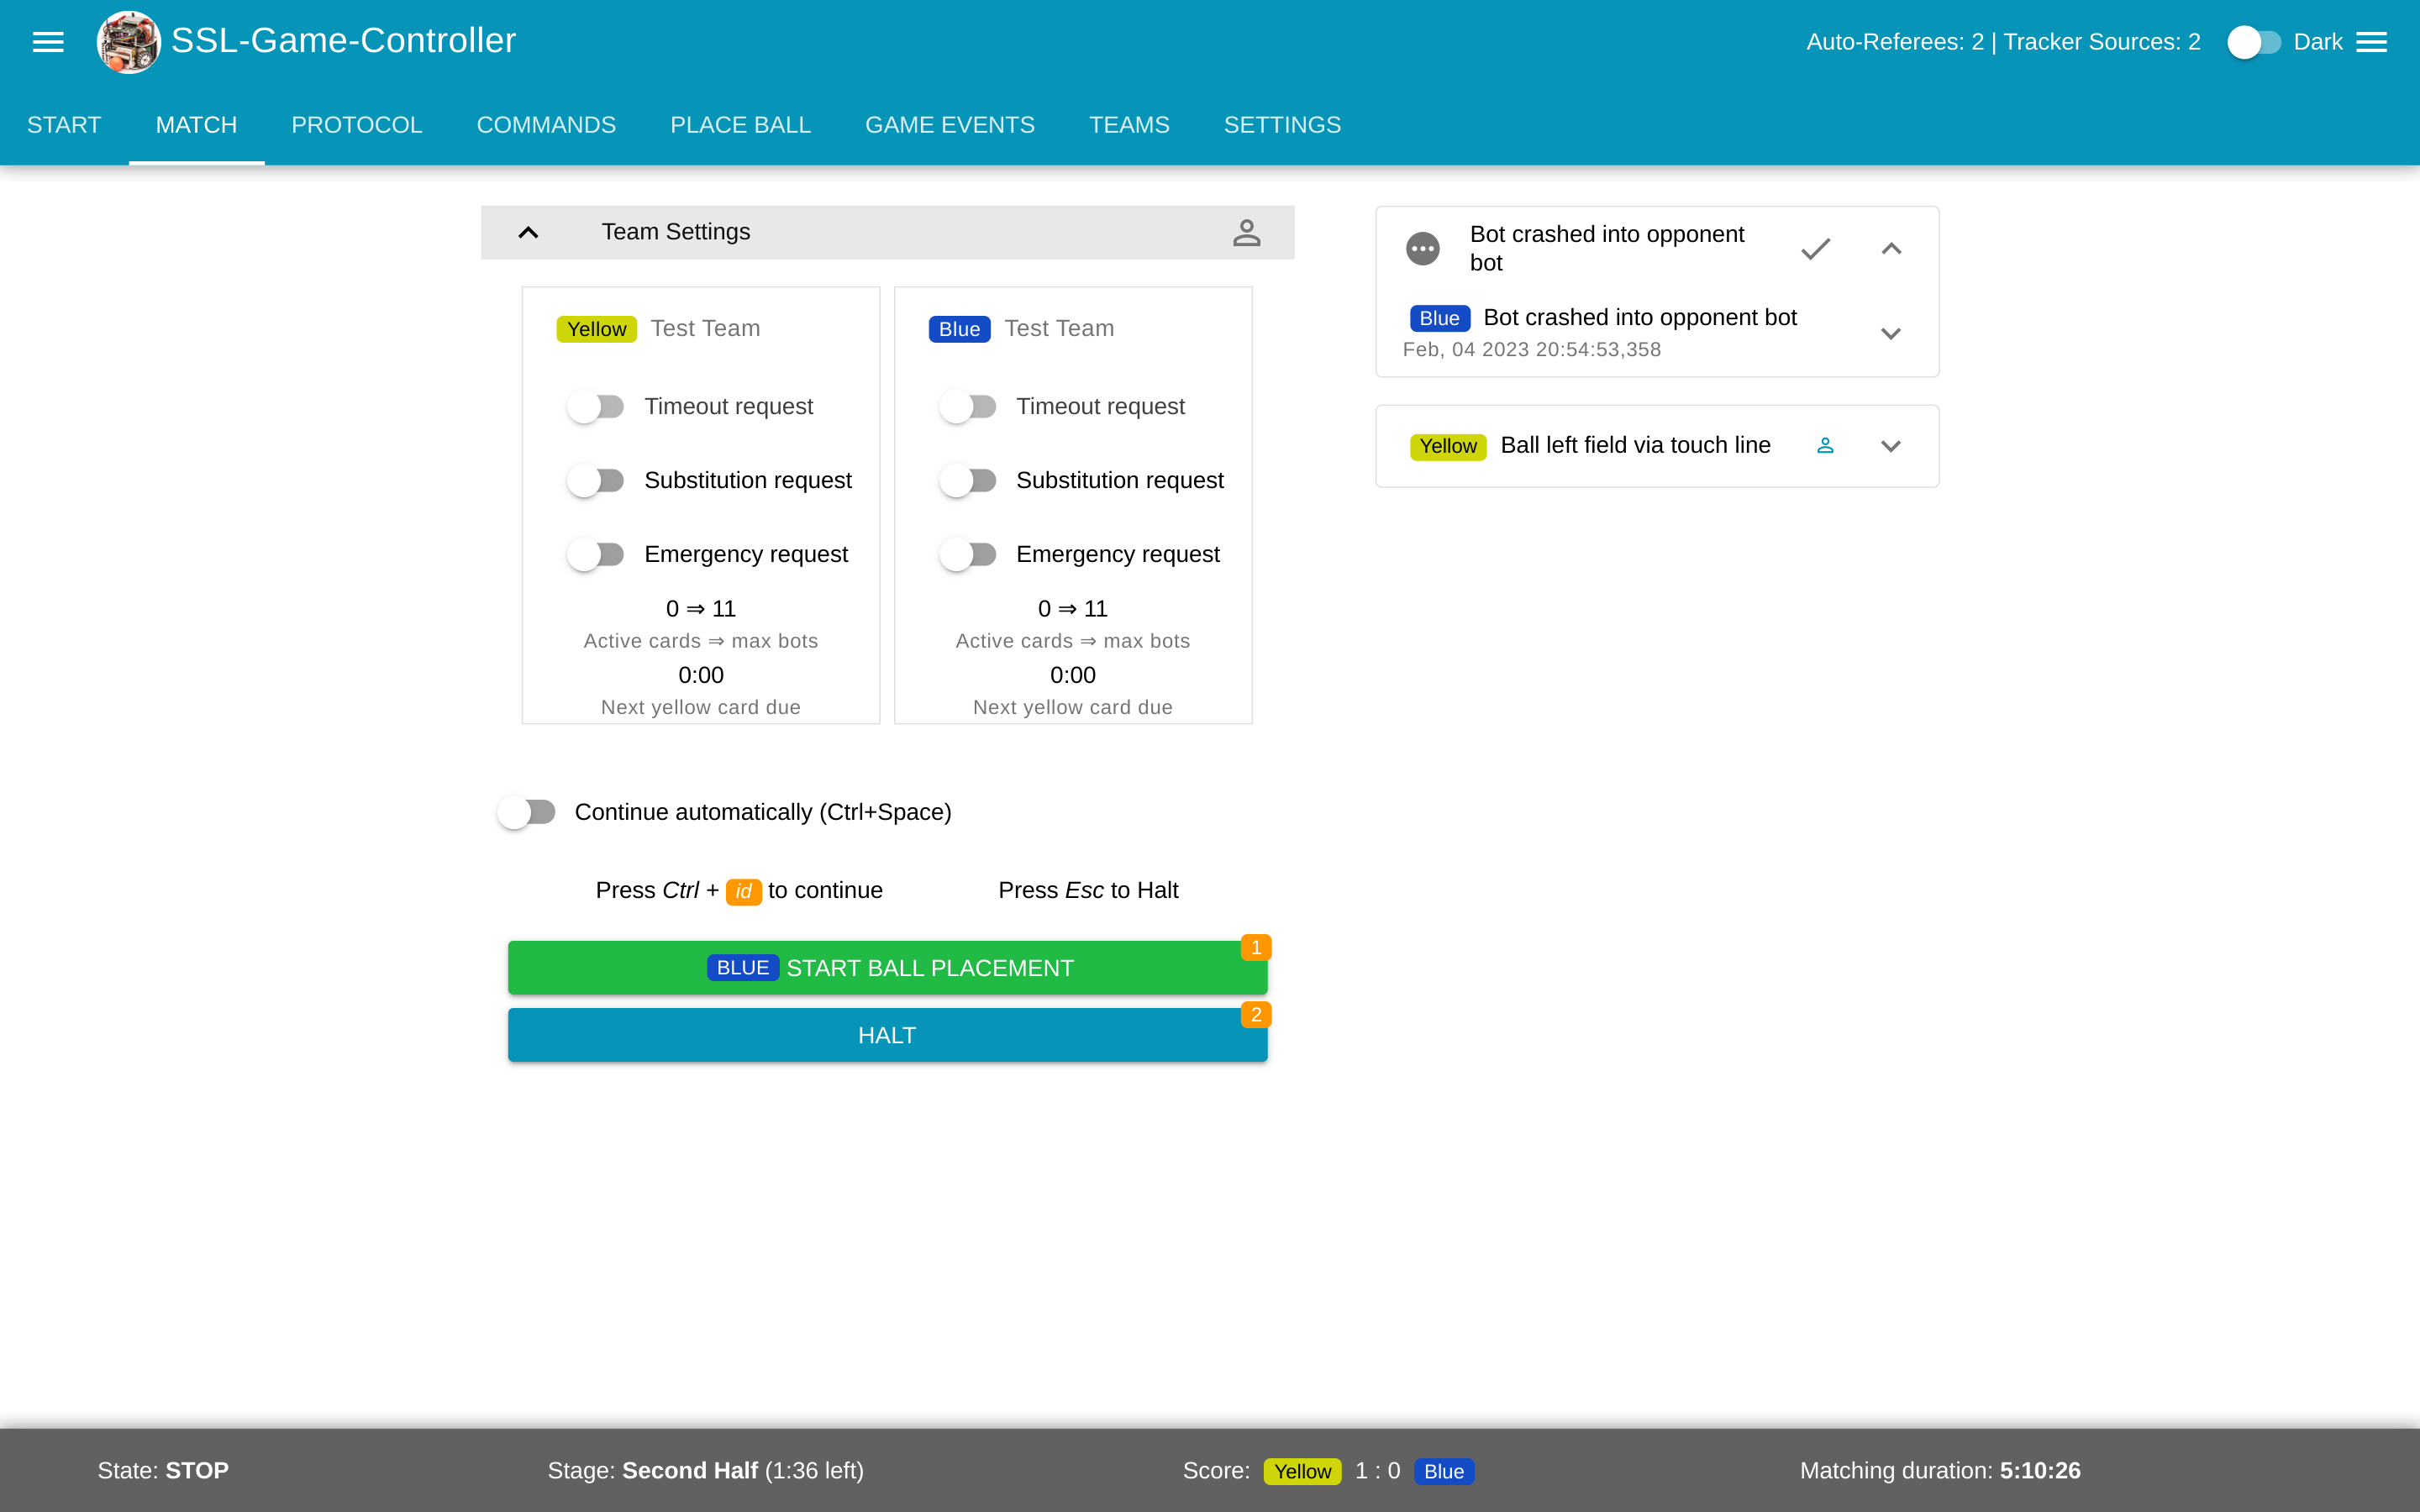 SSL-Game-Controller
Auto-Referees: 2 | Tracker Sources: 2
Dark
START MATCH PROTOCOL COMMANDS PLACE BALL GAME EVENTS TEAMS SETTINGS
Team Settings
Yellow Test Team
Timeout request
Substitution request
Emergency request
0 ⇒ 11
Active cards ⇒ max bots
0:00
Next yellow card due
Blue Test Team
Timeout request
Substitution request
Emergency request
0 ⇒ 11
Active cards ⇒ max bots
0:00
Next yellow card due
Continue automatically (Ctrl+Space)
Press Ctrl + id to continue
Press Esc to Halt
BLUE START BALL PLACEMENT 1
HALT 2
Bot crashed into opponent
bot
Blue Bot crashed into opponent bot
Feb, 04 2023 20:54:53,358
Yellow Ball left field via touch line
State: STOP
Stage: Second Half (1:36 left)
Score: Yellow 1 : 0 Blue
Matching duration: 5:10:26